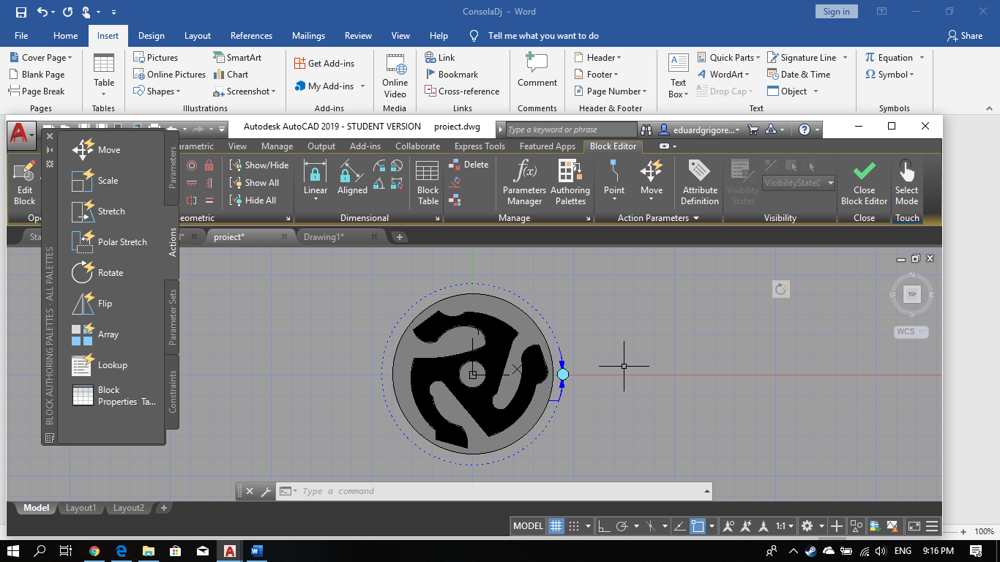 ConsolaDj - Word
Sign in
File Home Insert Design Layout References Mailings Review View Help Tell me what you want to do Share
Cover Page
Blank Page
Page Break
Pages
Table
Tables
Pictures
Online Pictures
Shapes
SmartArt
Chart
Screenshot
Illustrations
Get Add-ins
My Add-ins
Add-ins
Online
Video
Media
Link
Bookmark
Cross-reference
Links
Comment
Comments
Header
Footer
Page Number
Header & Footer
Text
Box
Quick Parts
WordArt
Drop Cap
Signature Line
Date & Time
Object
Text
Equation
Symbol
Symbols
Autodesk AutoCAD 2019 - STUDENT VERSION proiect.dwg
Type a keyword or phrase
eduardgrigore...
arametric View Manage Output Add-ins Collaborate Express Tools Featured Apps Block Editor
Edit
Block
Show/Hide
Show All
Hide All
eometric
Linear
Aligned
Dimensional
Block
Table
Delete
Parameters
Manager
Authoring
Palettes
Manage
Point
Move
Action Parameters
Attribute
Definition
Visibility
States
VisibilityState0
Visibility
Close
Block Editor
Close
Select
Mode
Touch
Sta
proiect*
Drawing1*
Move
Scale
Stretch
Polar Stretch
Rotate
Flip
Array
Lookup
Block
Properties Ta...
Parameters
Actions
Parameter Sets
Constraints
BLOCK AUTHORING PALETTES - ALL PALETTES
N
W TOP E
S
WCS
Type a command
Model Layout1 Layout2
MODEL
1:1
100%
ENG 9:16 PM